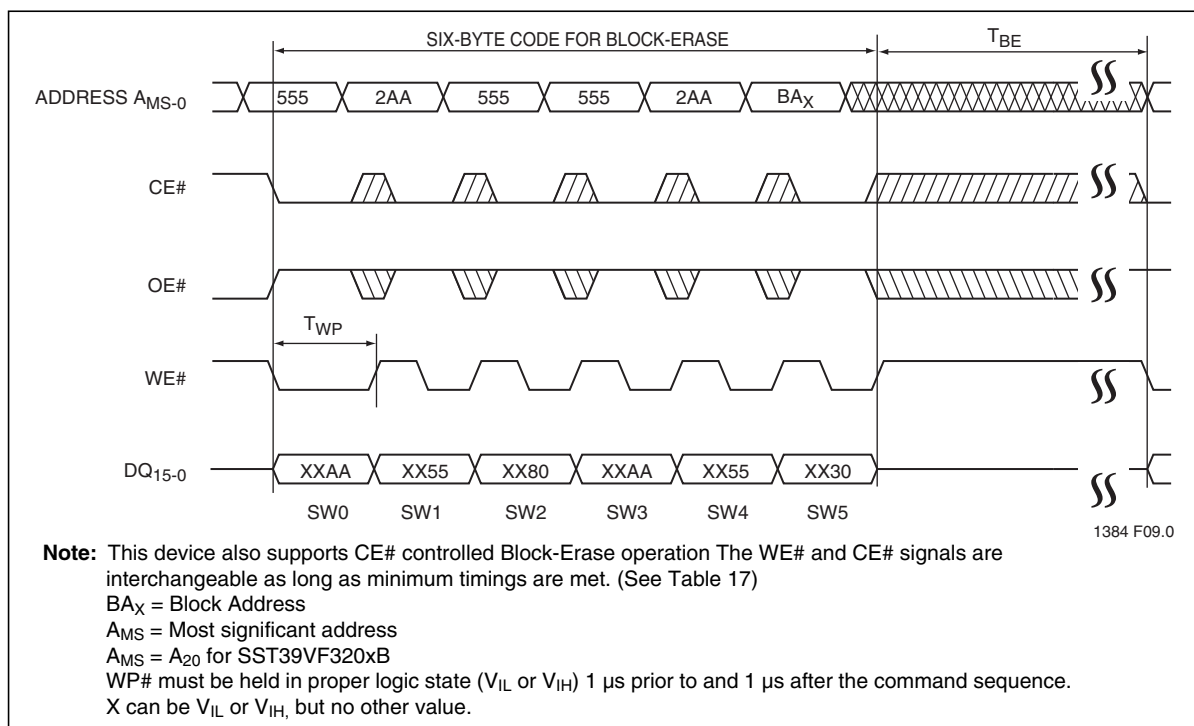 SIX-BYTE CODE FOR BLOCK-ERASE
TBE
ADDRESS AMS-0 555 2AA 555 555 2AA BAX
CE#
OE#
TWP
WE#
DQ15-0 XXAA XX55 XX80 XXAA XX55 XX30
SW0 SW1 SW2 SW3 SW4 SW5
1384 F09.0
Note: This device also supports CE# controlled Block-Erase operation The WE# and CE# signals are
interchangeable as long as minimum timings are met. (See Table 17)
BAX = Block Address
AMS = Most significant address
AMS = A20 for SST39VF320xB
WP# must be held in proper logic state (VIL or VIH) 1 µs prior to and 1 µs after the command sequence.
X can be VIL or VIH, but no other value.